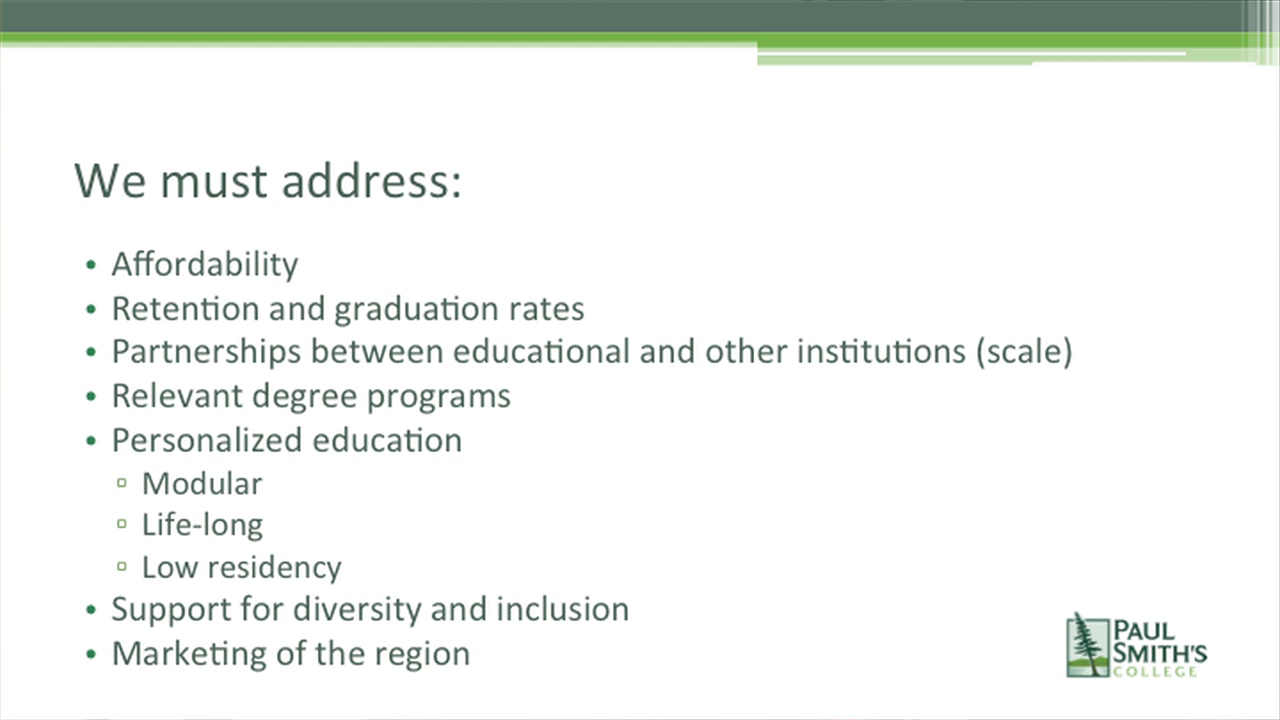 We must address:
• Affordability
• Retention and graduation rates
• Partnerships between educational and other institutions (scale)
• Relevant degree programs
• Personalized education
▫ Modular
▫ Life-long
▫ Low residency
• Support for diversity and inclusion
• Marketing of the region
PAUL
SMITH'S
COLLEGE